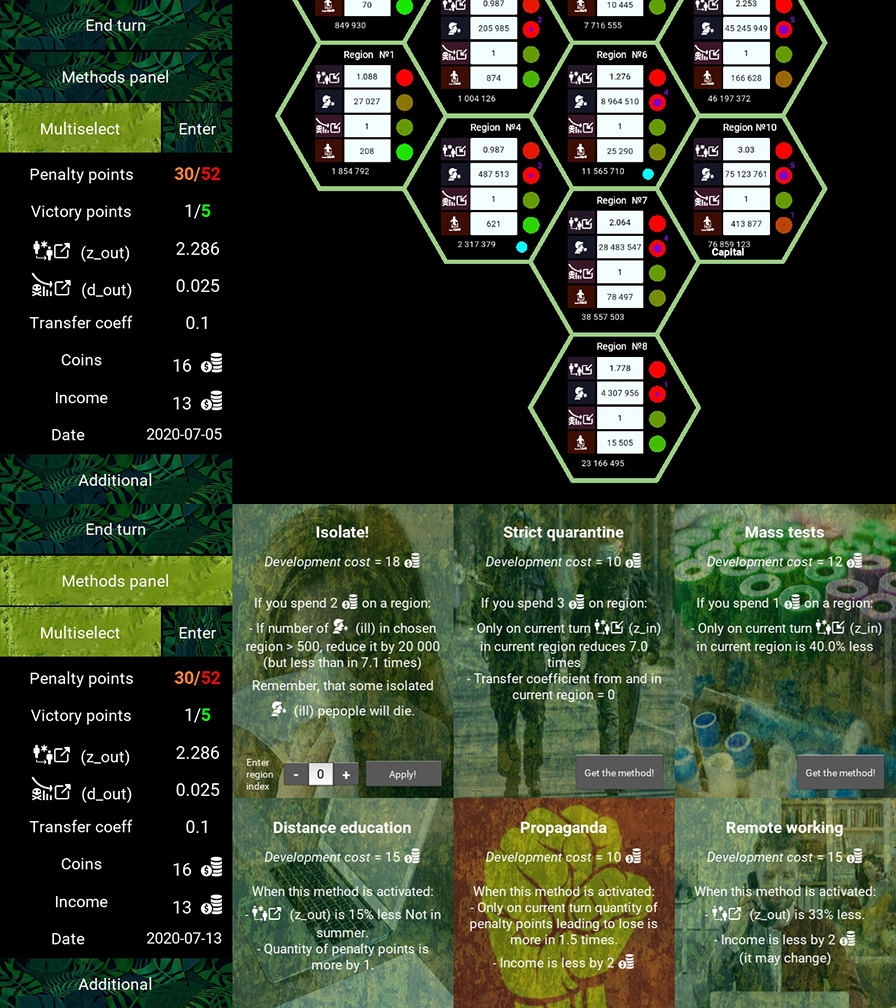 End turn
Methods panel
Multiselect
Enter
Penalty points
30/52
Victory points
1/5
(z_out)
2.286
(d_out)
0.025
Transfer coeff
0.1
Coins
16
Income
13
Date
2020-07-05
Additional
70
849 930
0.987
205 985
2
1
874
1 004 126
10 445
7 716 555
2.253
45 245 949
5
1
166 628
46 197 372
Region №1
1.088
27 027
1
208
1 854 792
Region №4
0.987
487 513
2
1
621
2 317 379
Region №6
1.276
8 964 510
4
1
25 290
11 565 710
Region №10
3.03
75 123 761
5
1
413 877
1
76 859 123
Capital
Region №7
2.064
28 483 547
4
1
78 497
38 557 503
Region №8
1.778
4 307 956
1
1
15 505
23 166 495
End turn
Methods panel
Multiselect
Enter
Penalty points
30/52
Victory points
1/5
(z_out)
2.286
(d_out)
0.025
Transfer coeff
0.1
Coins
16
Income
13
Date
2020-07-13
Additional
Isolate!
Development cost = 18
If you spend 2 on a region:
- If number of (ill) in chosen
region > 500, reduce it by 20 000
(but less than in 7.1 times)
Remember, that some isolated
(ill) pepople will die.
Enter
region
index
-
0
+
Apply!
Strict quarantine
Development cost = 10
If you spend 3 on region:
- Only on current turn (z_in)
in current region reduces 7.0
times
- Transfer coefficient from and in
current region = 0
Get the method!
Mass tests
Development cost = 12
If you spend 1 on a region:
- Only on current turn (z_in)
in current region is 40.0% less
Get the method!
Distance education
Development cost = 15
When this method is activated:
- (z_out) is 15% less Not in
summer.
- Quantity of penalty points is
more by 1.
Propaganda
Development cost = 10
When this method is activated:
- Only on current turn quantity of
penalty points leading to lose is
more in 1.5 times.
- Income is less by 2
Remote working
Development cost = 15
When this method is activated:
- (z_out) is 33% less.
- Income is less by 2
(it may change)